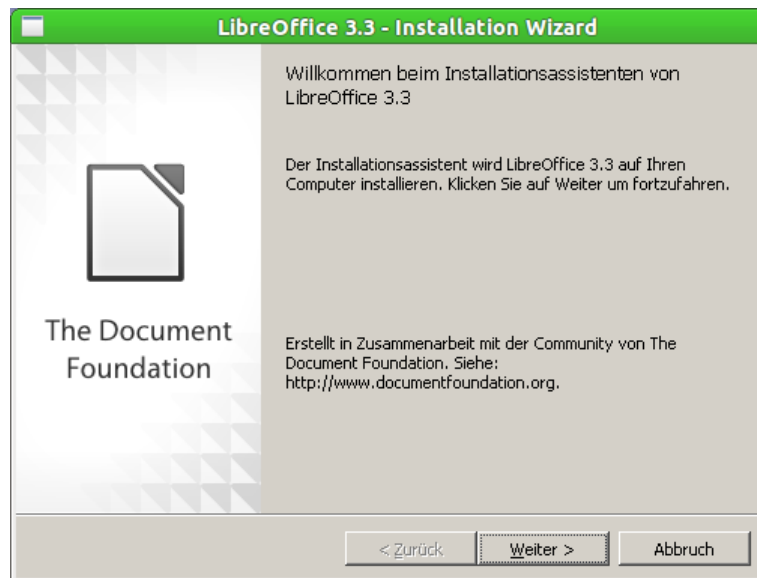 LibreOffice 3.3 - Installation Wizard
Willkommen beim Installationsassistenten von
LibreOffice 3.3
Der Installationsassistent wird LibreOffice 3.3 auf Ihren
Computer installieren. Klicken Sie auf Weiter um fortzufahren.
The Document
Foundation
Erstellt in Zusammenarbeit mit der Community von The
Document Foundation. Siehe:
http://www.documentfoundation.org.
< Zurück
Weiter >
Abbruch